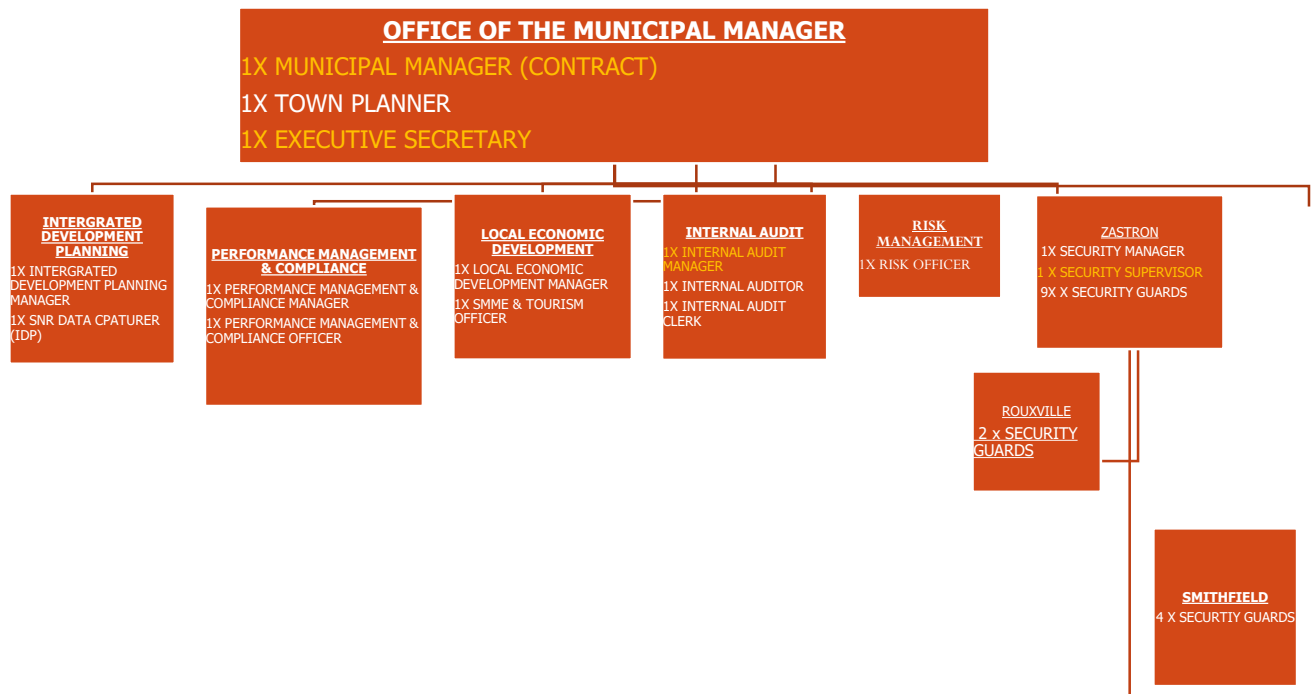 OFFICE OF THE MUNICIPAL MANAGER
1X MUNICIPAL MANAGER (CONTRACT)
1X TOWN PLANNER
1X EXECUTIVE SECRETARY
INTERGRATED
DEVELOPMENT
PLANNING
1X INTERGRATED
DEVELOPMENT PLANNING
MANAGER
1X SNR DATA CPATURER
(IDP)
PERFORMANCE MANAGEMENT
& COMPLIANCE
1X PERFORMANCE MANAGEMENT &
COMPLIANCE MANAGER
1X PERFORMANCE MANAGEMENT &
COMPLIANCE OFFICER
LOCAL ECONOMIC
DEVELOPMENT
1X LOCAL ECONOMIC
DEVELOPMENT MANAGER
1X SMME & TOURISM
OFFICER
INTERNAL AUDIT
1X INTERNAL AUDIT
MANAGER
1X INTERNAL AUDITOR
1X INTERNAL AUDIT
CLERK
RISK
MANAGEMENT
1X RISK OFFICER
ZASTRON
1X SECURITY MANAGER
1 X SECURITY SUPERVISOR
9X X SECURITY GUARDS
ROUXVILLE
2 x SECURITY
GUARDS
SMITHFIELD
4 X SECURTIY GUARDS